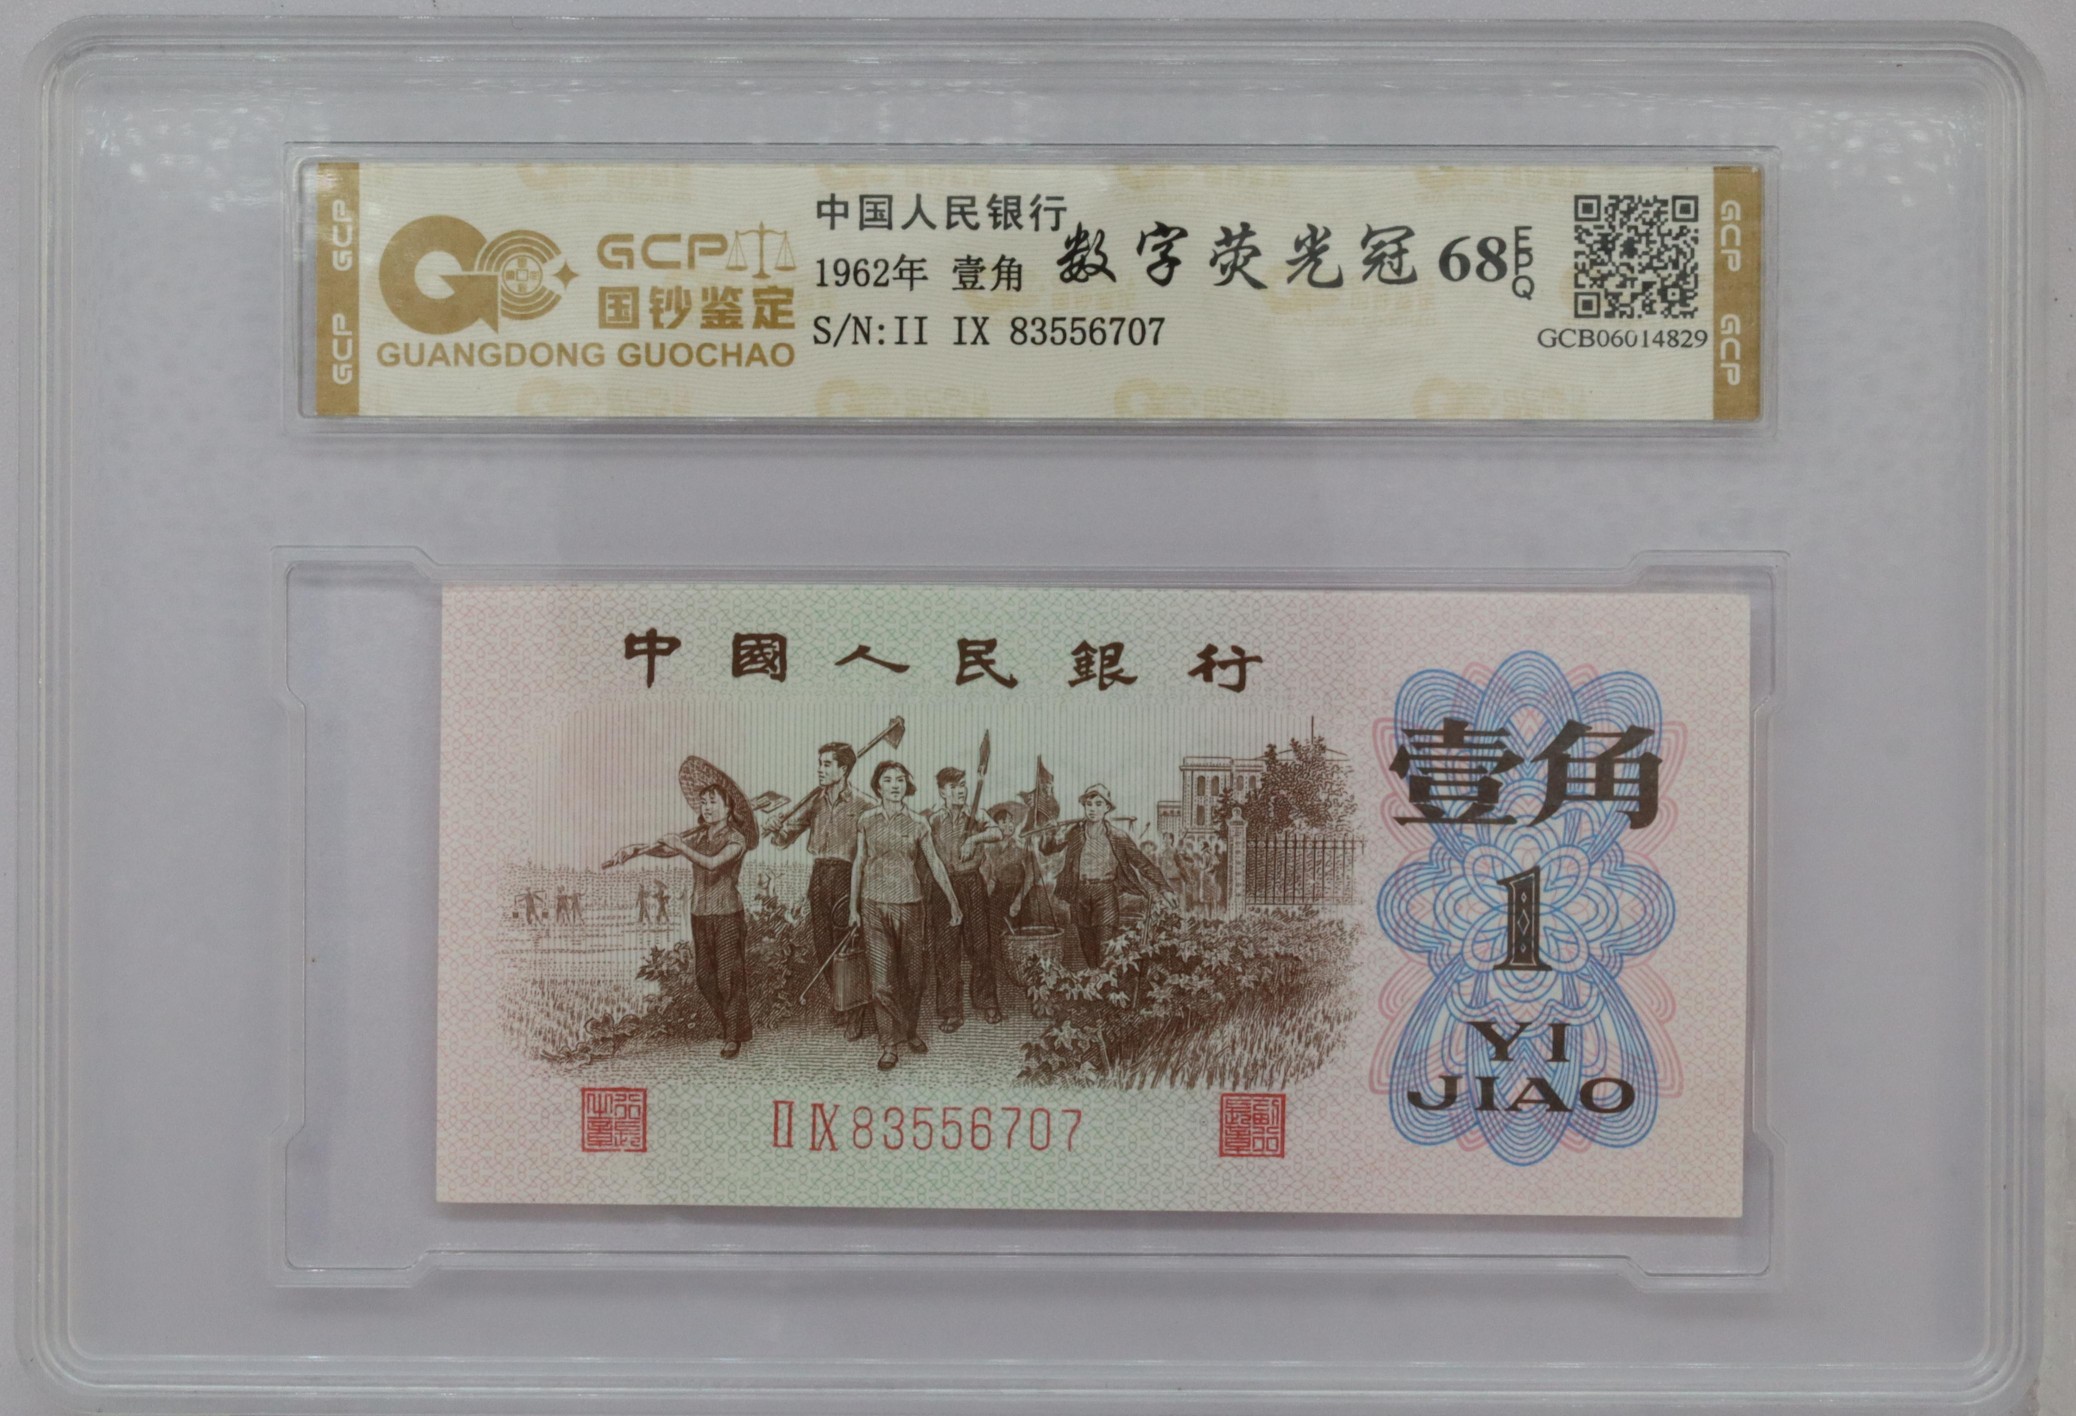 GCP
GCP
GCP
国钞鉴定
GUANGDONG GUOCHAO
中国人民银行
1962年 壹角
S/N:II IX 83556707
数字荧光冠 68 EPQ
GCB06014829
GCP
GCP
中國人民銀行
壹角
1
YI
JIAO
II IX 83556707